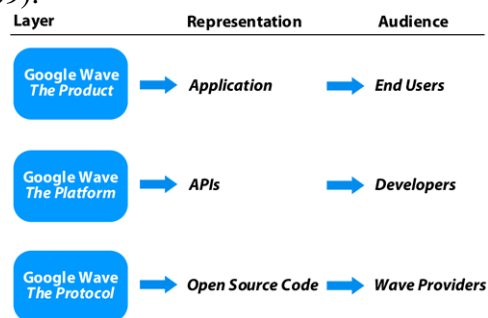 99).
Layer Representation Audience
Google Wave
The Product
Application
End Users
Google Wave
The Platform
APIs
Developers
Google Wave
The Protocol
Open Source Code
Wave Providers